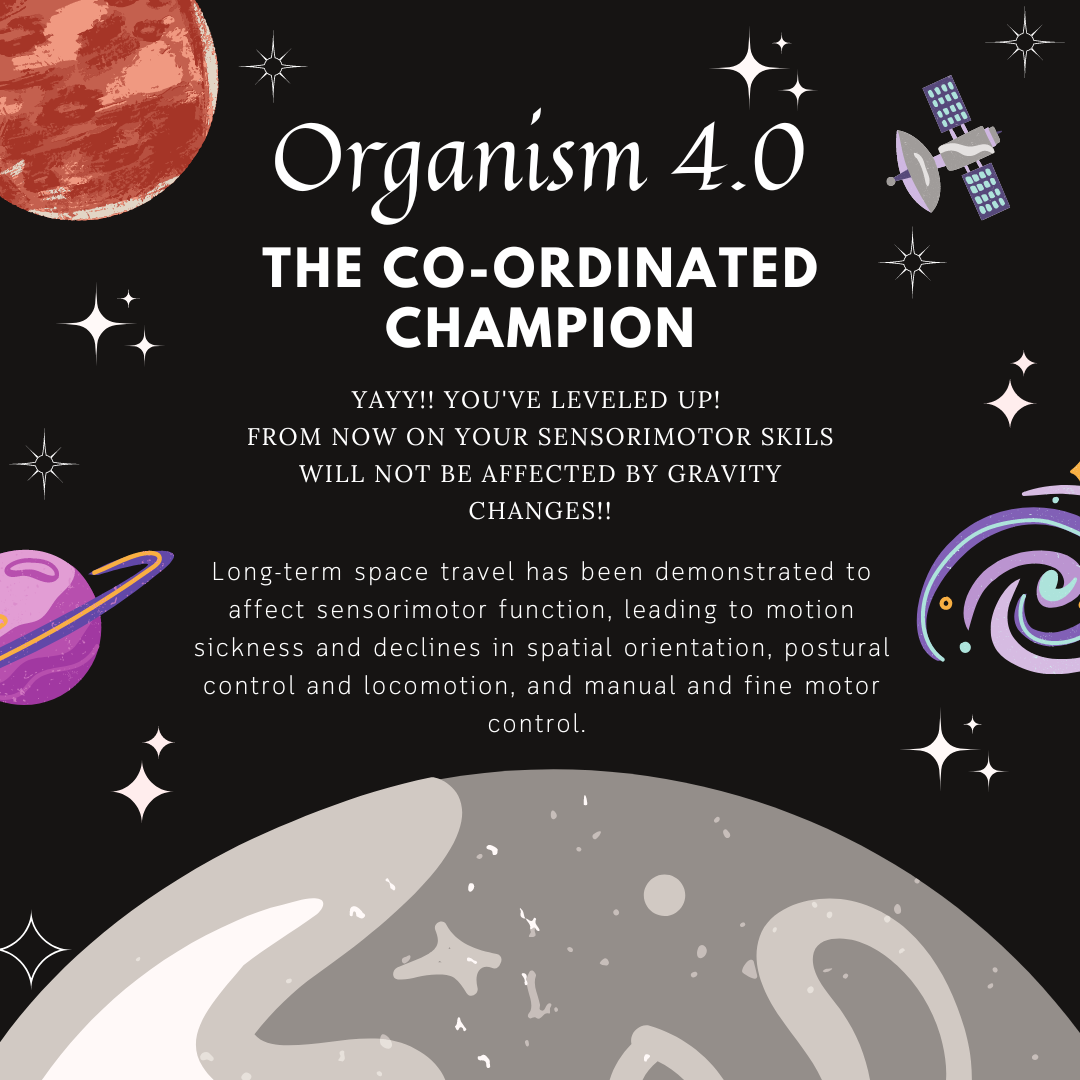 Organism 4.0
THE CO-ORDINATED
CHAMPION
YAYY!! YOU'VE LEVELED UP!
FROM NOW ON YOUR SENSORIMOTOR SKILS
WILL NOT BE AFFECTED BY GRAVITY
CHANGES!!
Long-term space travel has been demonstrated to
affect sensorimotor function, leading to motion
sickness and declines in spatial orientation, postural
control and locomotion, and manual and fine motor
control.